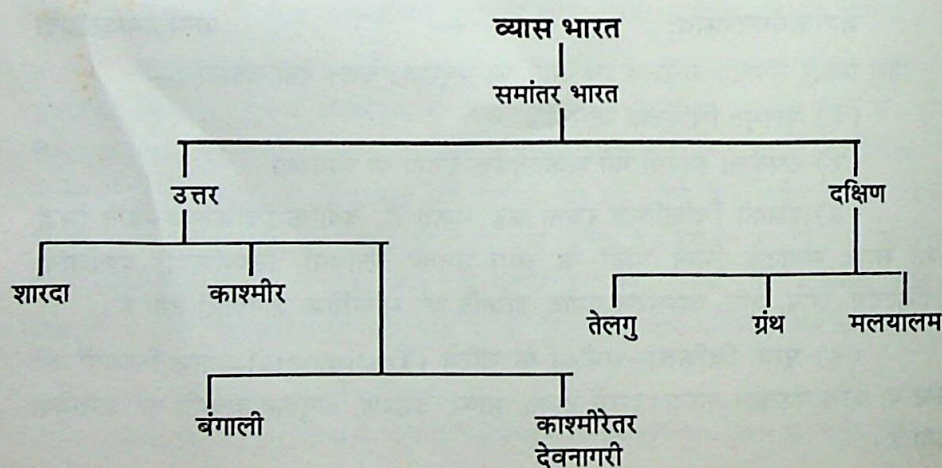 व्यास भारत
समांतर भारत
उत्तर
दक्षिण
शारदा
काश्मीर
तेलगु
ग्रंथ
मलयालम
बंगाली
काश्मीरेतर
देवनागरी